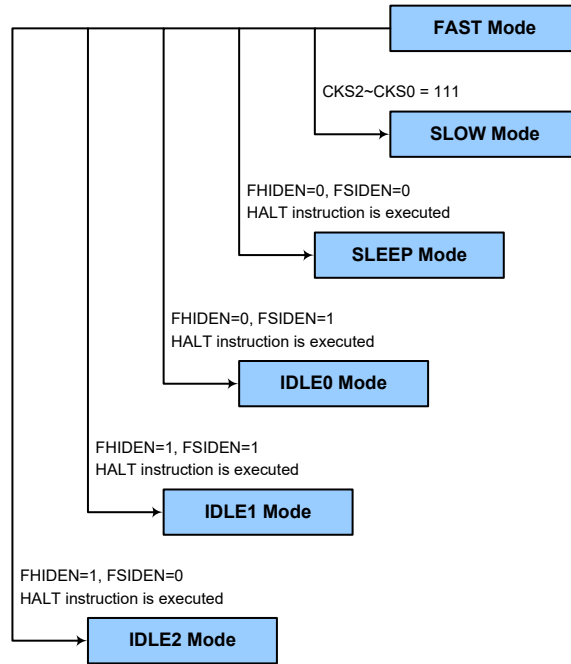 FAST Mode
CKS2~CKS0 = 111
SLOW Mode
FHIDEN=0, FSIDEN=0
HALT instruction is executed
SLEEP Mode
FHIDEN=0, FSIDEN=1
HALT instruction is executed
IDLE0 Mode
FHIDEN=1, FSIDEN=1
HALT instruction is executed
IDLE1 Mode
FHIDEN=1, FSIDEN=0
HALT instruction is executed
IDLE2 Mode